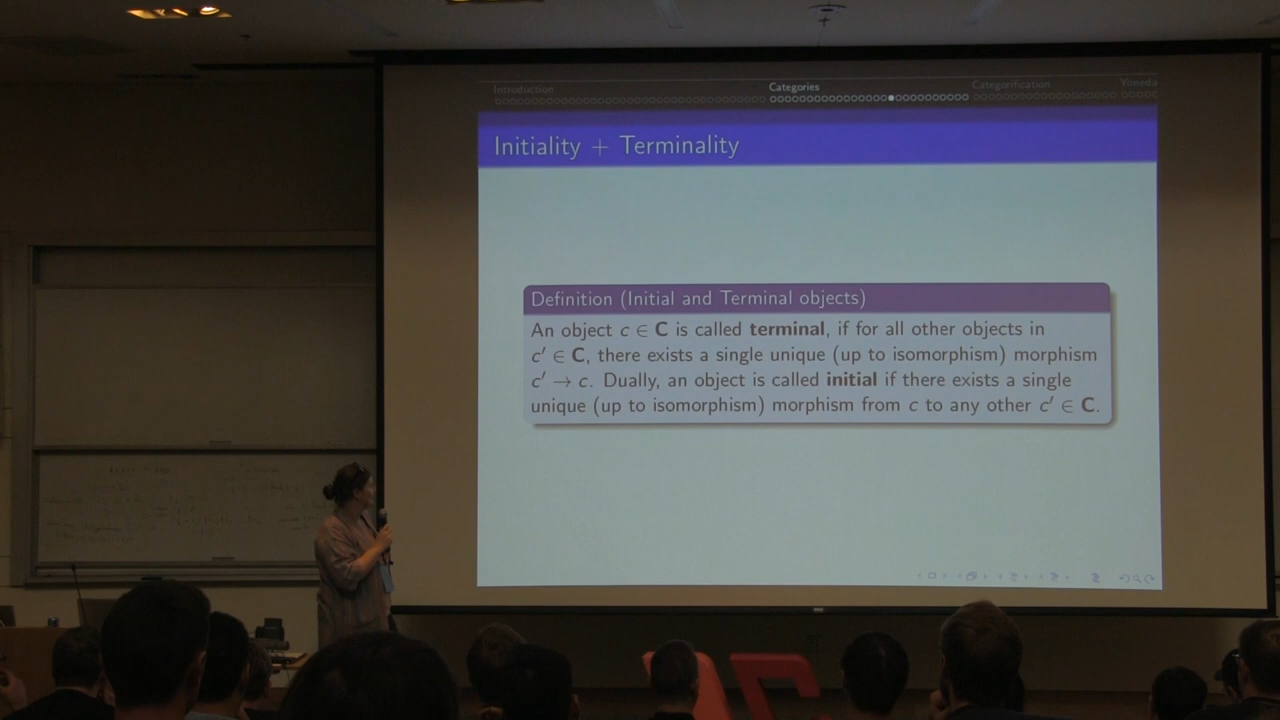 Introduction
Categories
Categorification
Yoneda
Initiality + Terminality
Definition (Initial and Terminal objects)
An object c ∈ C is called terminal, if for all other objects in
c′ ∈ C, there exists a single unique (up to isomorphism) morphism
c′ → c. Dually, an object is called initial if there exists a single
unique (up to isomorphism) morphism from c to any other c′ ∈ C.